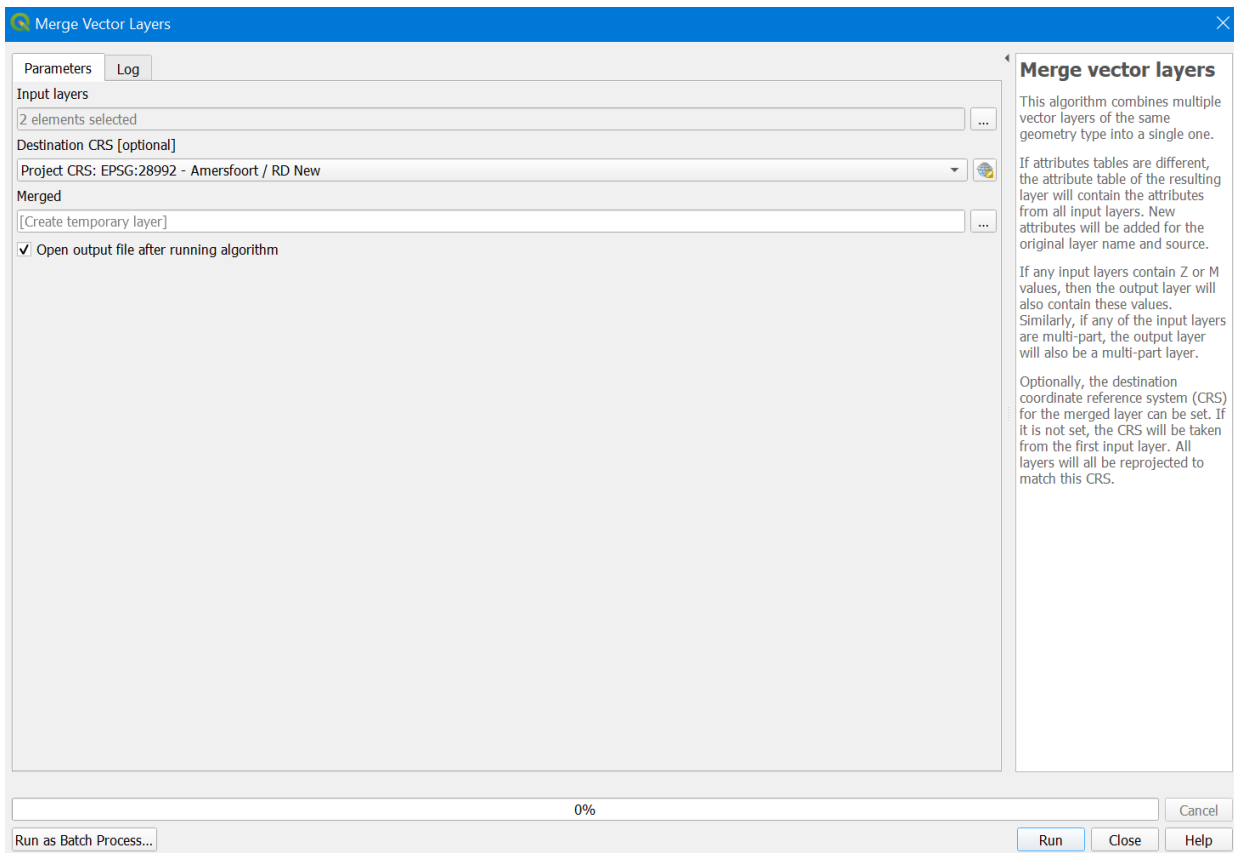 Merge Vector Layers
Parameters
Log
Input layers
2 elements selected
...
Destination CRS [optional]
Project CRS: EPSG:28992 - Amersfoort / RD New
Merged
[Create temporary layer]
...
Open output file after running algorithm
Merge vector layers
This algorithm combines multiple
vector layers of the same
geometry type into a single one.
If attributes tables are different,
the attribute table of the resulting
layer will contain the attributes
from all input layers. New
attributes will be added for the
original layer name and source.
If any input layers contain Z or M
values, then the output layer will
also contain these values.
Similarly, if any of the input layers
are multi-part, the output layer
will also be a multi-part layer.
Optionally, the destination
coordinate reference system (CRS)
for the merged layer can be set. If
it is not set, the CRS will be taken
from the first input layer. All
layers will all be reprojected to
match this CRS.
0%
Cancel
Run as Batch Process...
Run
Close
Help